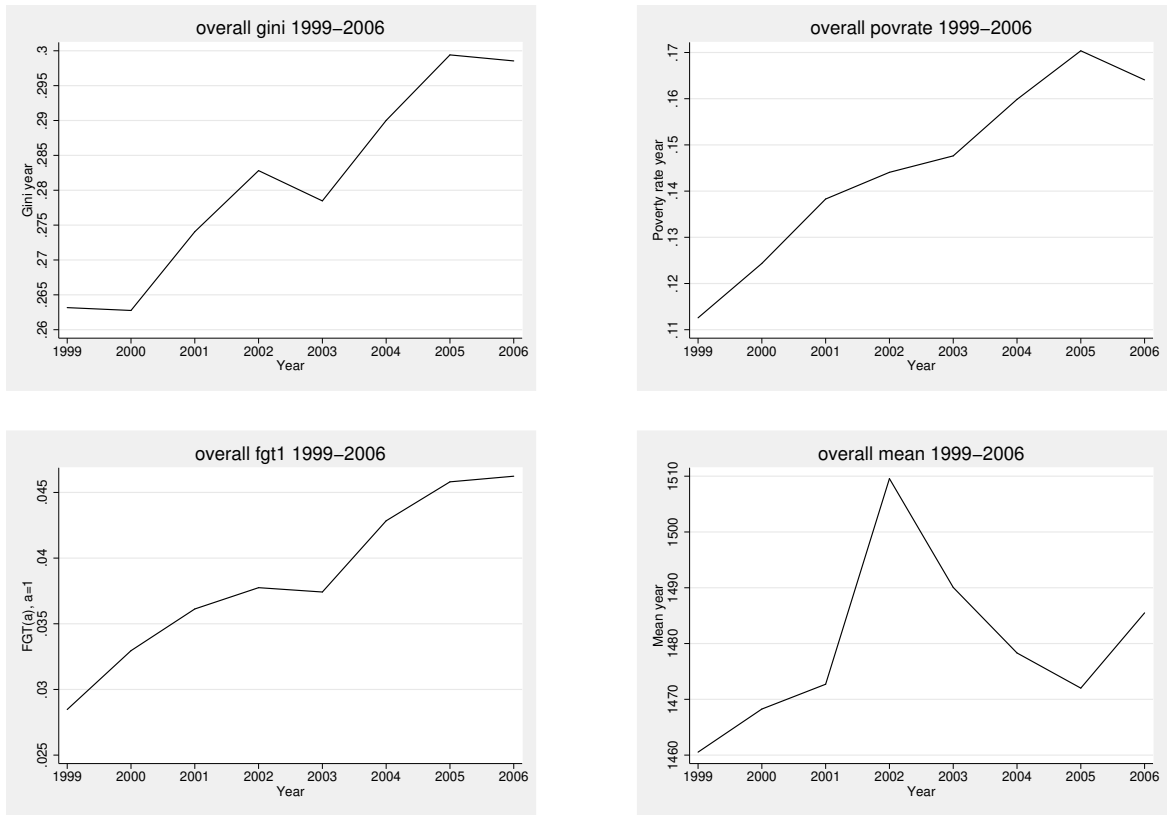 overall gini 1999–2006
.3
.295
.29
.285
.28
.275
.27
.265
.26
Gini year
1999 2000 2001 2002 2003 2004 2005 2006
Year
overall povrate 1999–2006
.17
.16
.15
.14
.13
.12
.11
Poverty rate year
1999 2000 2001 2002 2003 2004 2005 2006
Year
overall fgt1 1999–2006
.045
.04
.035
.03
.025
FGT(a), a=1
1999 2000 2001 2002 2003 2004 2005 2006
Year
overall mean 1999–2006
1510
1500
1490
1480
1470
1460
Mean year
1999 2000 2001 2002 2003 2004 2005 2006
Year